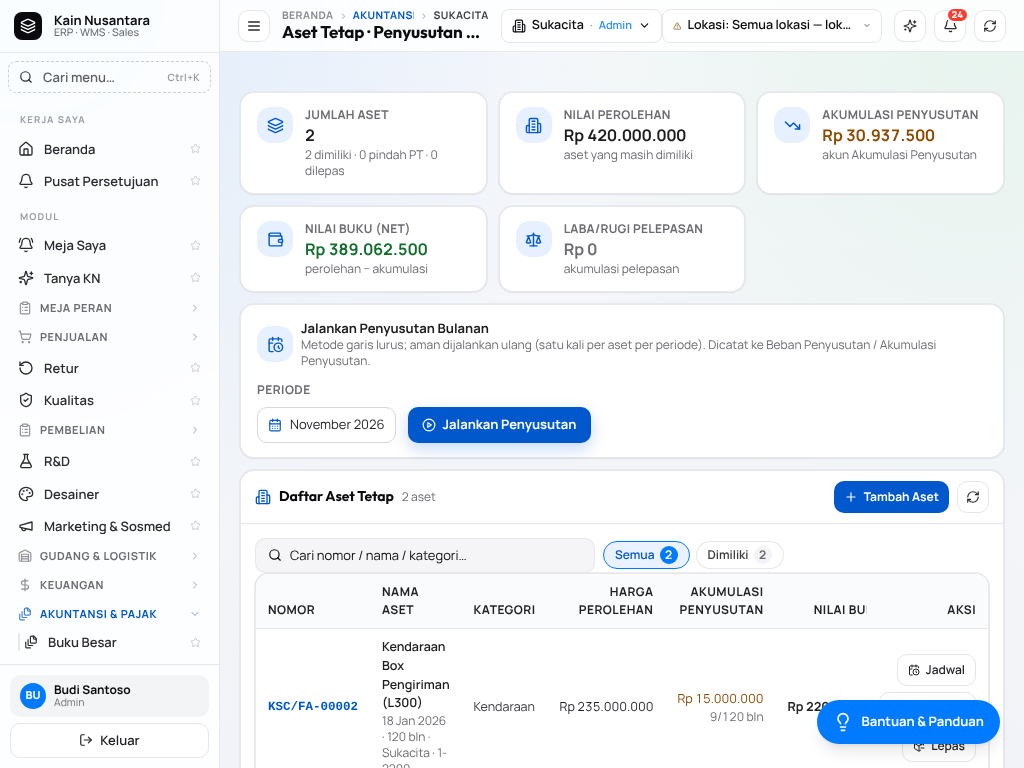 Kain Nusantara
ERP · WMS · Sales
Cari menu...
Ctrl+K
KERJA SAYA
Beranda
Pusat Persetujuan
MODUL
Meja Saya
Tanya KN
MEJA PERAN
PENJUALAN
Retur
Kualitas
PEMBELIAN
R&D
Desainer
Marketing & Sosmed
GUDANG & LOGISTIK
KEUANGAN
AKUNTANSI & PAJAK
Buku Besar
BU
Budi Santoso
Admin
Keluar
BERANDA › AKUNTANSI › SUKACITA
Aset Tetap · Penyusutan ...
Sukacita · Admin
Lokasi: Semua lokasi — lok...
24
JUMLAH ASET
2
2 dimiliki · 0 pindah PT · 0
dilepas
NILAI PEROLEHAN
Rp 420.000.000
aset yang masih dimiliki
AKUMULASI PENYUSUTAN
Rp 30.937.500
akun Akumulasi Penyusutan
NILAI BUKU (NET)
Rp 389.062.500
perolehan − akumulasi
LABA/RUGI PELEPASAN
Rp 0
akumulasi pelepasan
Jalankan Penyusutan Bulanan
Metode garis lurus; aman dijalankan ulang (satu kali per aset per periode). Dicatat ke Beban Penyusutan / Akumulasi
Penyusutan.
PERIODE
November 2026
Jalankan Penyusutan
Daftar Aset Tetap 2 aset
Tambah Aset
Cari nomor / nama / kategori...
Semua 2
Dimiliki 2
NOMOR
NAMA
ASET
KATEGORI
HARGA
PEROLEHAN
AKUMULASI
PENYUSUTAN
NILAI BU
AKSI
KSC/FA-00002
Kendaraan
Box
Pengiriman
(L300)
18 Jan 2026
· 120 bln ·
Sukacita · 1-
Kendaraan
Rp 235.000.000
Rp 15.000.000
9/120 bln
Rp 220
Jadwal
Bantuan & Panduan
Lepas